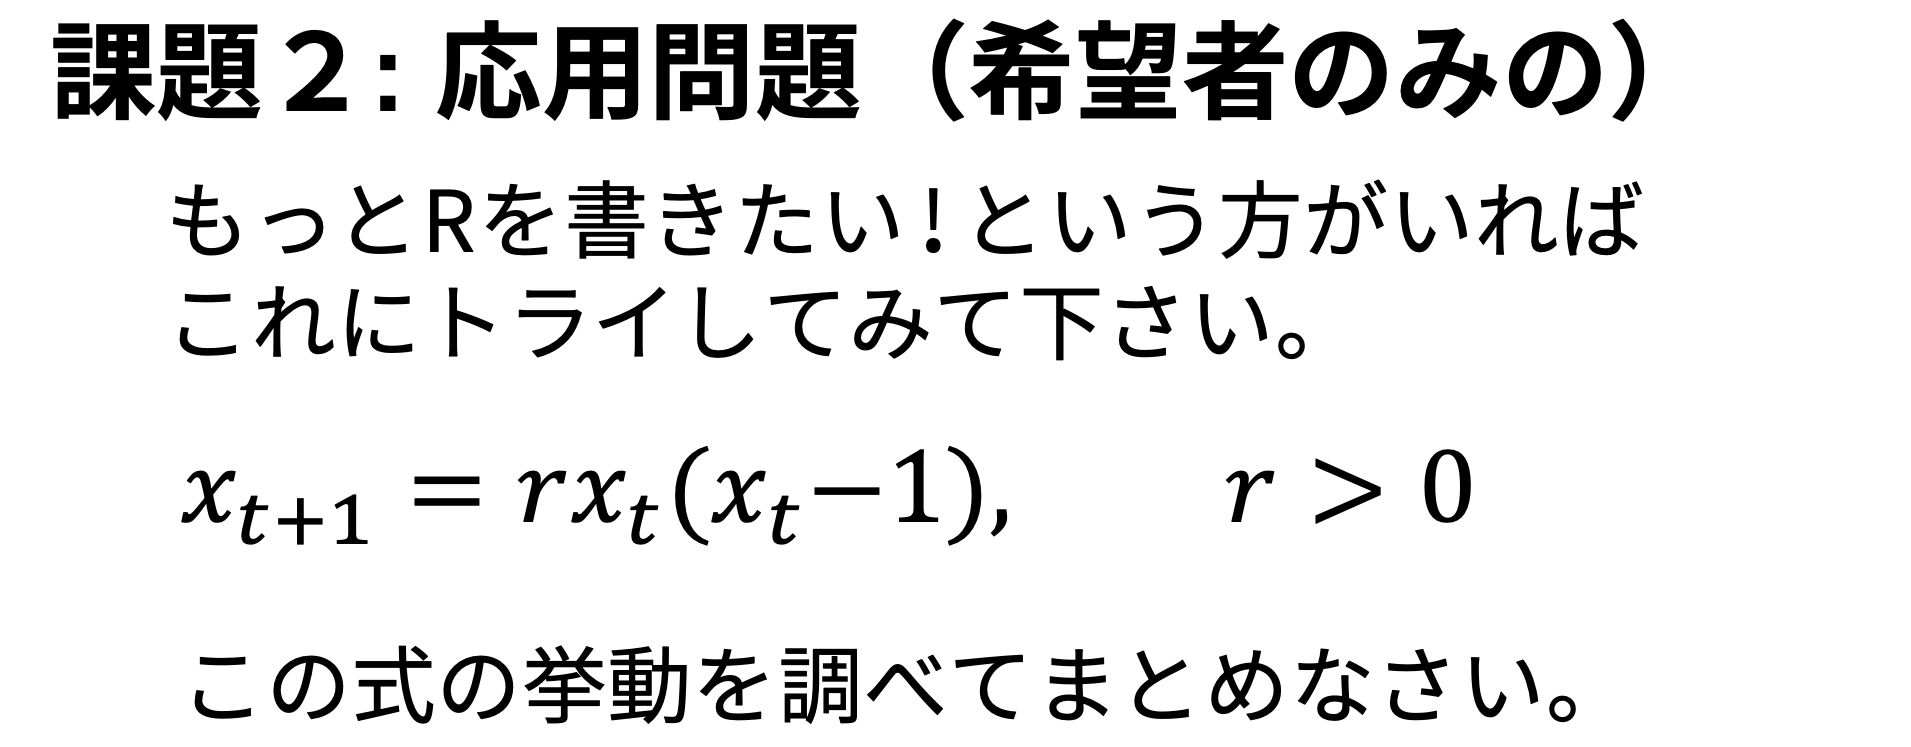 課題２: 応用問題（希望者のみの）
もっとRを書きたい！という方がいれば
これにトライしてみて下さい。
x_{t+1} = rx_t(x_t−1),　　r > 0
この式の挙動を調べてまとめなさい。